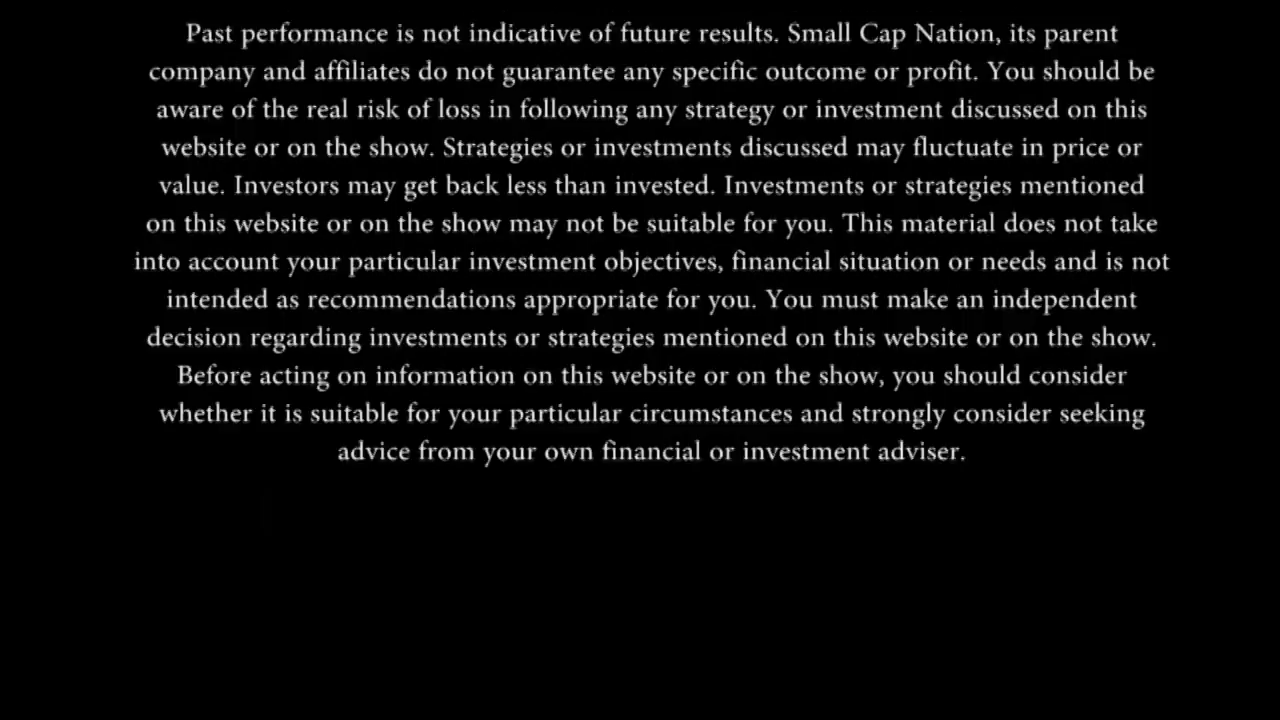 Past performance is not indicative of future results. Small Cap Nation, its parent
company and affiliates do not guarantee any specific outcome or profit. You should be
aware of the real risk of loss in following any strategy or investment discussed on this
website or on the show. Strategies or investments discussed may fluctuate in price or
value. Investors may get back less than invested. Investments or strategies mentioned
on this website or on the show may not be suitable for you. This material does not take
into account your particular investment objectives, financial situation or needs and is not
intended as recommendations appropriate for you. You must make an independent
decision regarding investments or strategies mentioned on this website or on the show.
Before acting on information on this website or on the show, you should consider
whether it is suitable for your particular circumstances and strongly consider seeking
advice from your own financial or investment adviser.